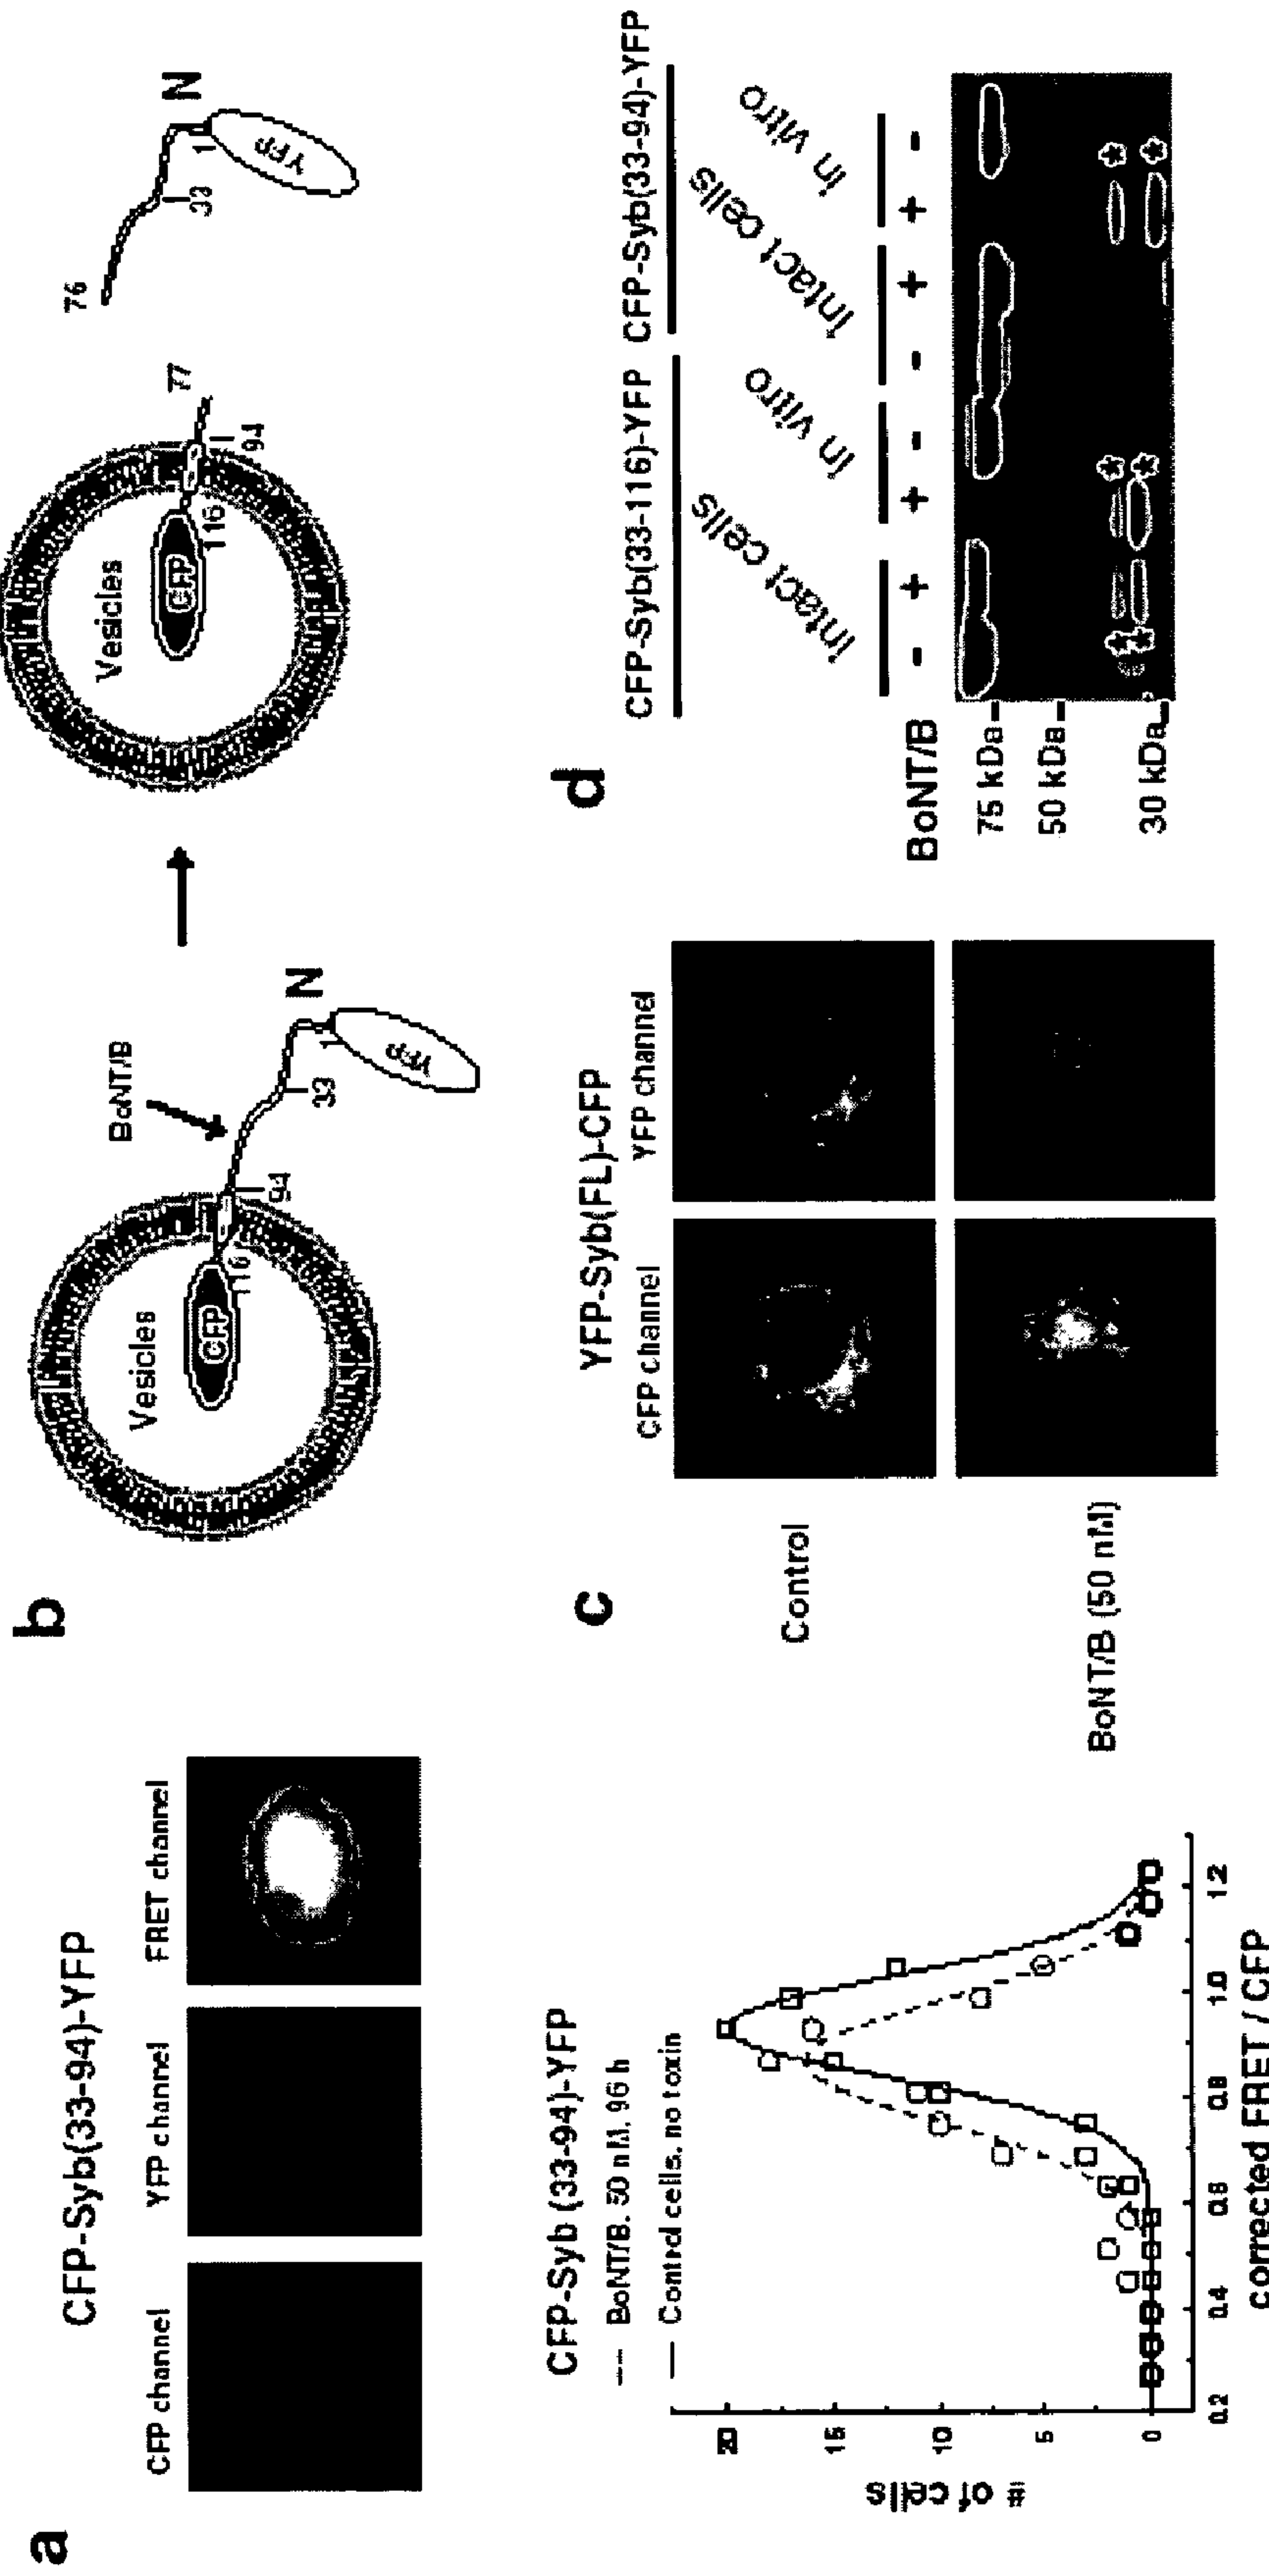 a
CFP-Syb(33-94)-YFP
CFP channel
YFP channel
FRET channel
CFP-Syb (33-94)-YFP
-- BoNT/B. 50 nM, 96 h
— Control cells. no toxin
# of cells
20
15
10
5
0
0.2
0.4
0.6
0.8
1.0
1.2
corrected FRET / CFP
b
Vesicles
CFP
116
94
BoNT/B
33
1
N
YFP
Vesicles
CFP
116
94
77
76
33
1
N
YFP
c
YFP-Syb(FL)-CFP
CFP channel
YFP channel
Control
BoNT/B (50 nM)
d
CFP-Syb(33-116)-YFP CFP-Syb(33-94)-YFP
Intact cells
In vitro
Intact cells
In vitro
BoNT/B
- + + - - + + -
75 kDa
50 kDa
30 kDa
* * * * * *